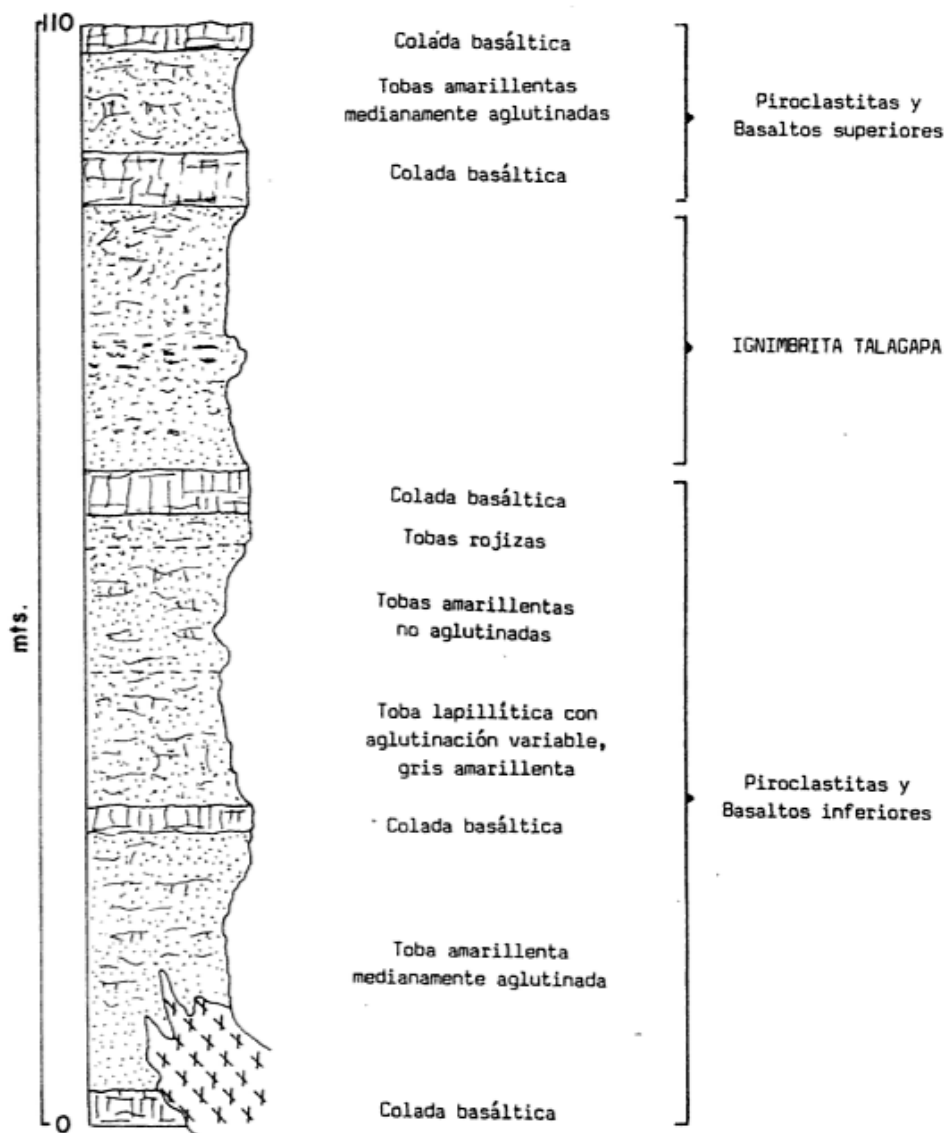 110
Colada basáltica
Tobas amarillentas
medianamente aglutinadas
Piroclastitas y
Basaltos superiores
Colada basáltica
IGNIMBRITA TALAGAPA
Colada basáltica
Tobas rojizas
Tobas amarillentas
no aglutinadas
mts.
Toba lapillítica con
aglutinación variable,
gris amarillenta
Piroclastitas y
Basaltos inferiores
Colada basáltica
Toba amarillenta
medianamente aglutinada
Colada basáltica
0